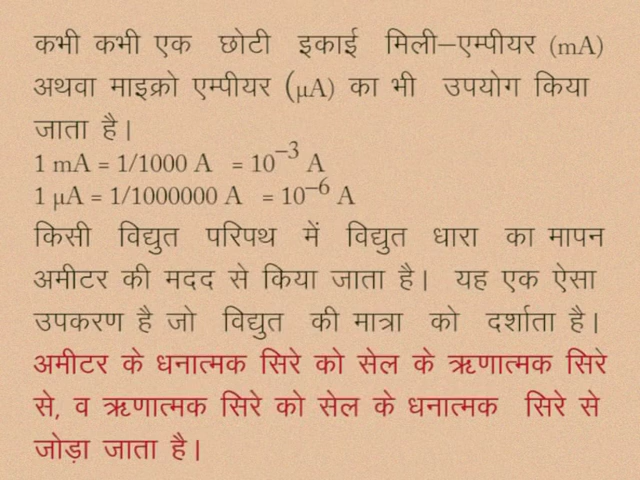 कभी कभी एक छोटी इकाई मिली–एम्पीयर (mA)
अथवा माइक्रो एम्पीयर (μA) का भी उपयोग किया
जाता है।
1 mA = 1/1000 A = 10⁻³ A
1 μA = 1/1000000 A = 10⁻⁶ A
किसी विद्युत परिपथ में विद्युत धारा का मापन
अमीटर की मदद से किया जाता है। यह एक ऐसा
उपकरण है जो विद्युत की मात्रा को दर्शाता है।
अमीटर के धनात्मक सिरे को सेल के ऋणात्मक सिरे
से, व ऋणात्मक सिरे को सेल के धनात्मक सिरे से
जोड़ा जाता है।